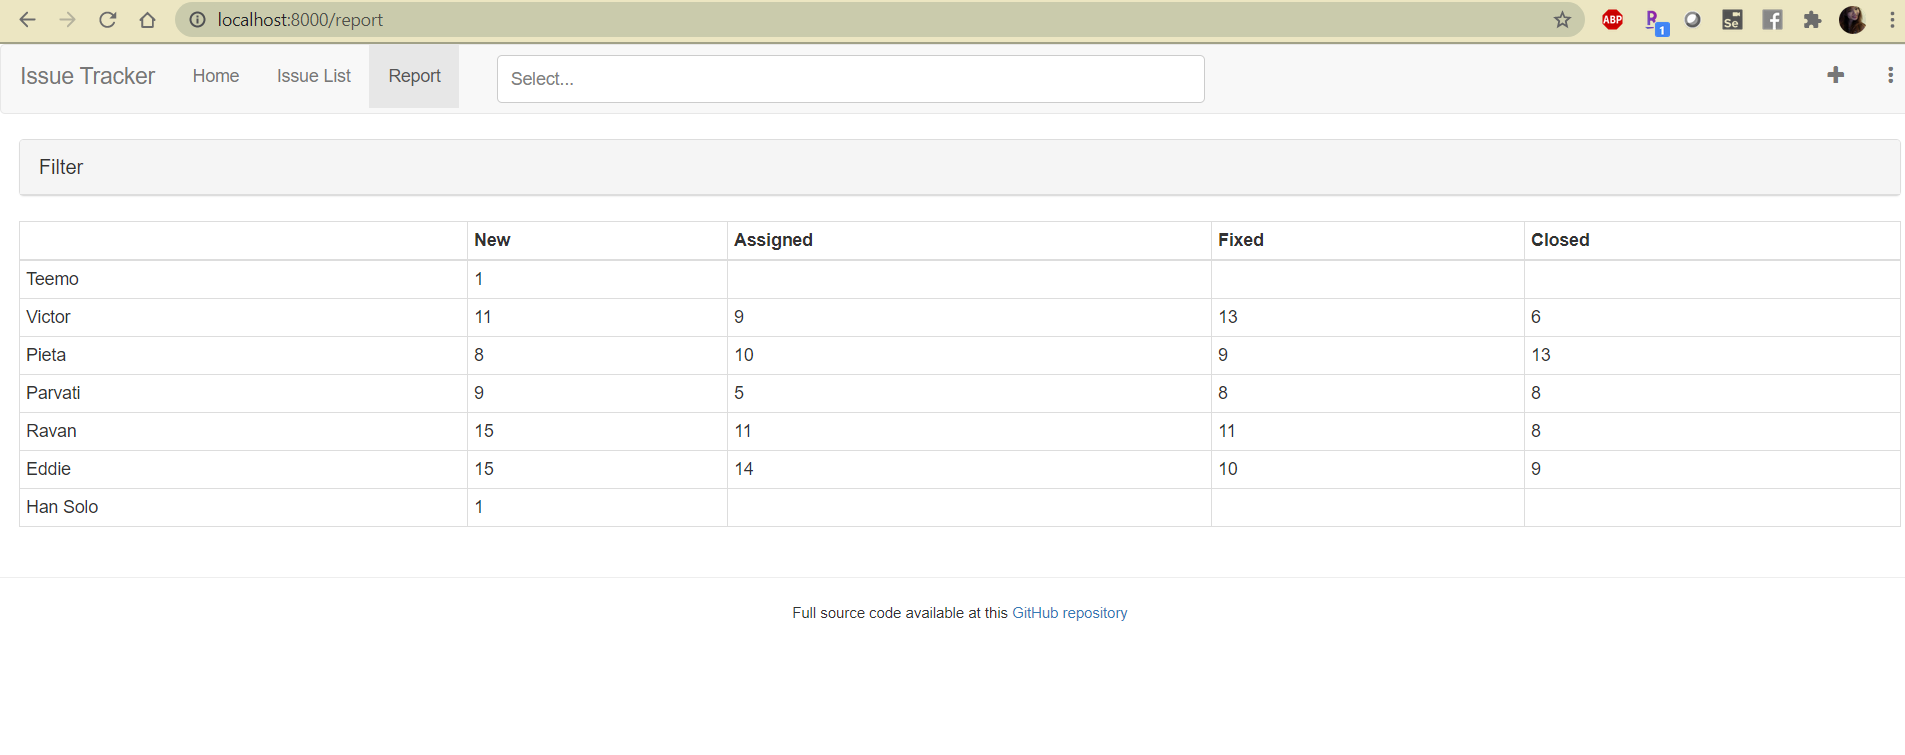 localhost:8000/report
ABP
R
1
Se
Issue Tracker Home Issue List Report Select...
Filter
New Assigned Fixed Closed
Teemo 1
Victor 11 9 13 6
Pieta 8 10 9 13
Parvati 9 5 8 8
Ravan 15 11 11 8
Eddie 15 14 10 9
Han Solo 1
Full source code available at this GitHub repository